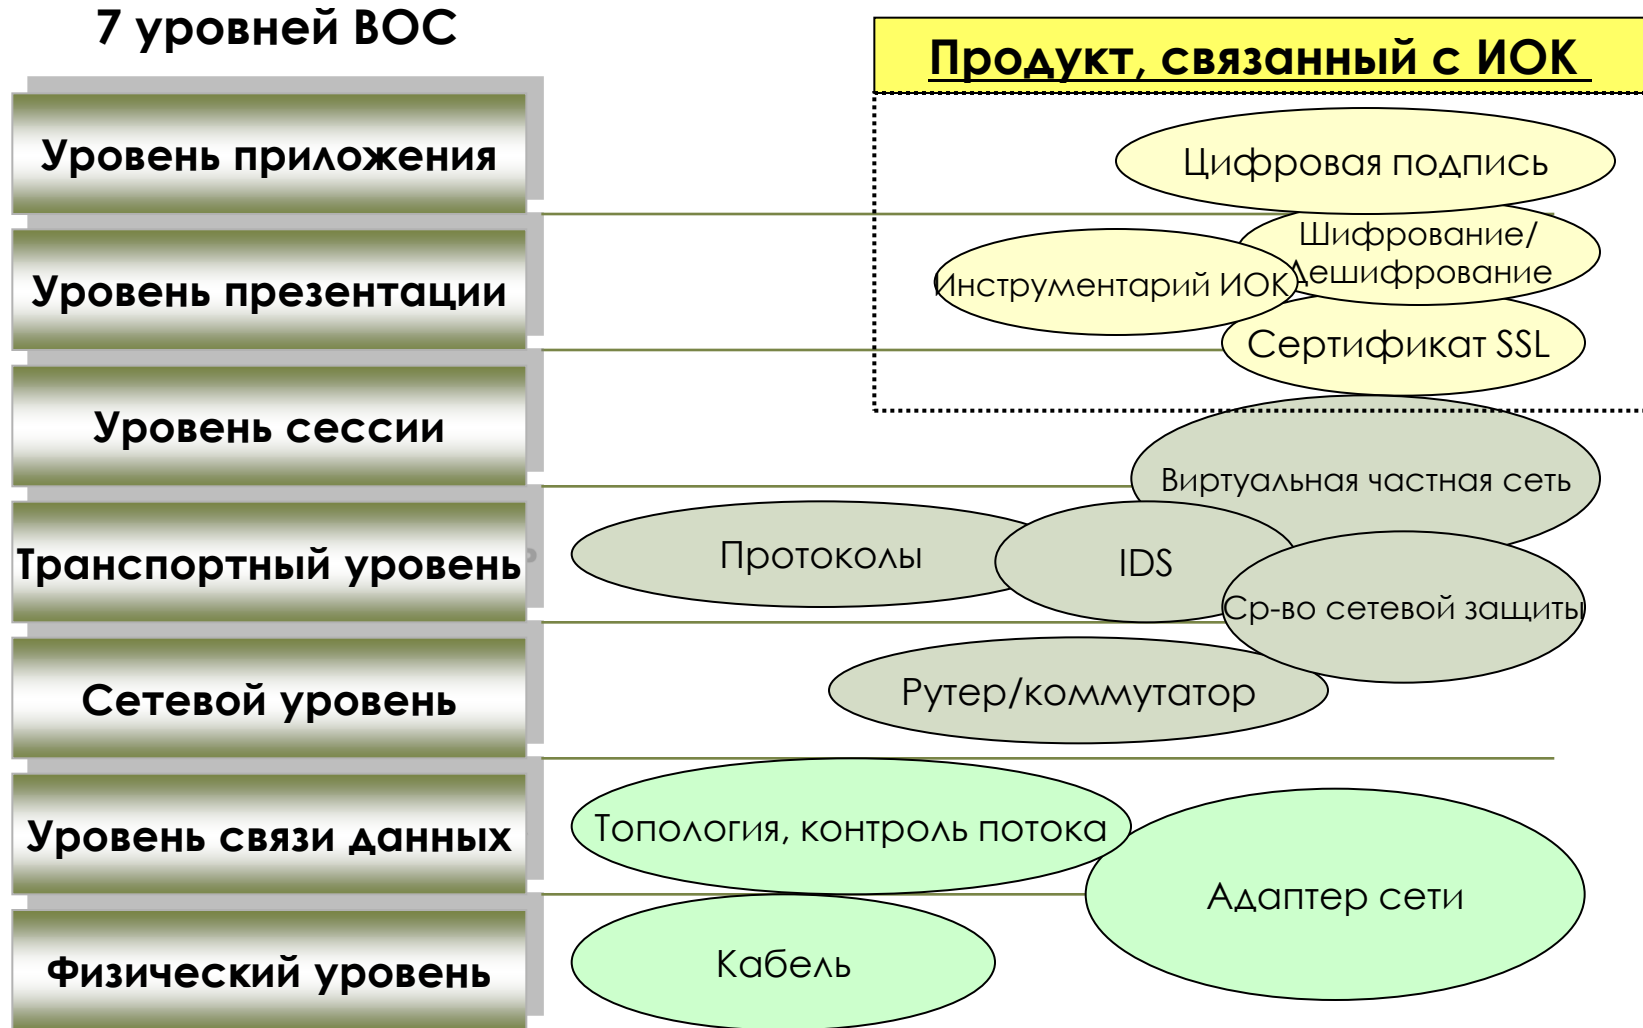 7 уровней ВОС
Продукт, связанный с ИОК
Уровень приложения
Цифровая подпись
Шифрование/
Дешифрование
Уровень презентации
Инструментарий ИОК
Сертификат SSL
Уровень сессии
Виртуальная частная сеть
Транспортный уровень
Протоколы
IDS
Ср-во сетевой защиты
Сетевой уровень
Рутер/коммутатор
Уровень связи данных
Топология, контроль потока
Адаптер сети
Физический уровень
Кабель